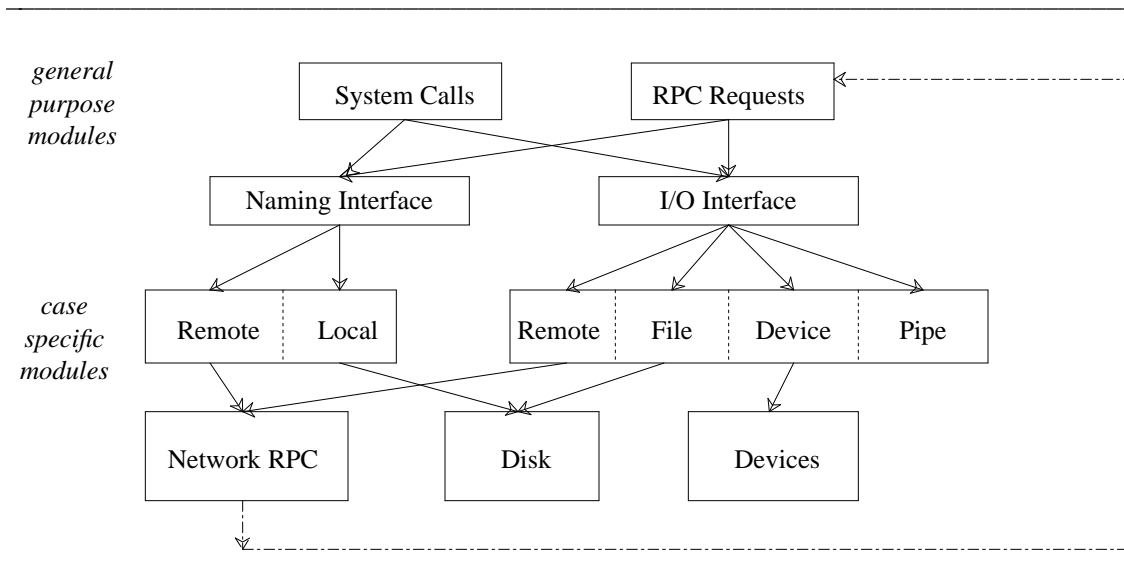 general
purpose
modules
System Calls
RPC Requests
Naming Interface
I/O Interface
case
specific
modules
Remote
Local
Remote
File
Device
Pipe
Network RPC
Disk
Devices